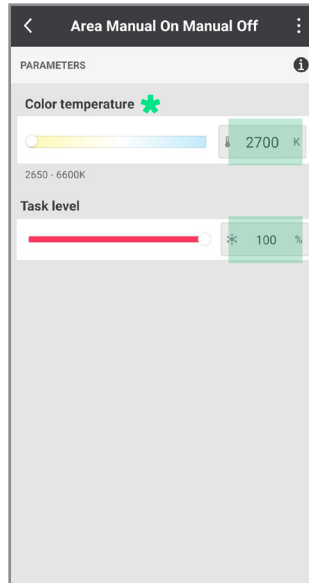 Area Manual On Manual Off
PARAMETERS
Color temperature
2700 K
2650 - 6600K
Task level
100 %